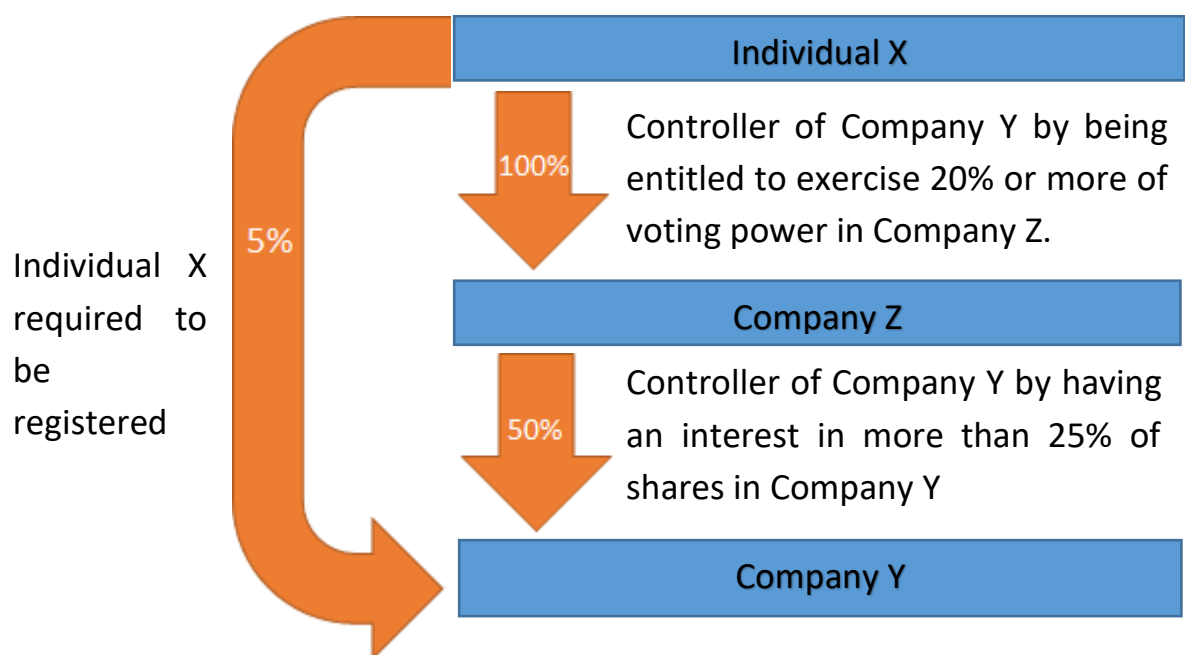 Individual X
Controller of Company Y by being
100%
entitled to exercise 20% or more of
voting power in Company Z.
5%
Individual X
required to
be
registered
Company Z
Controller of Company Y by having
50%
an interest in more than 25% of
shares in Company Y
Company Y